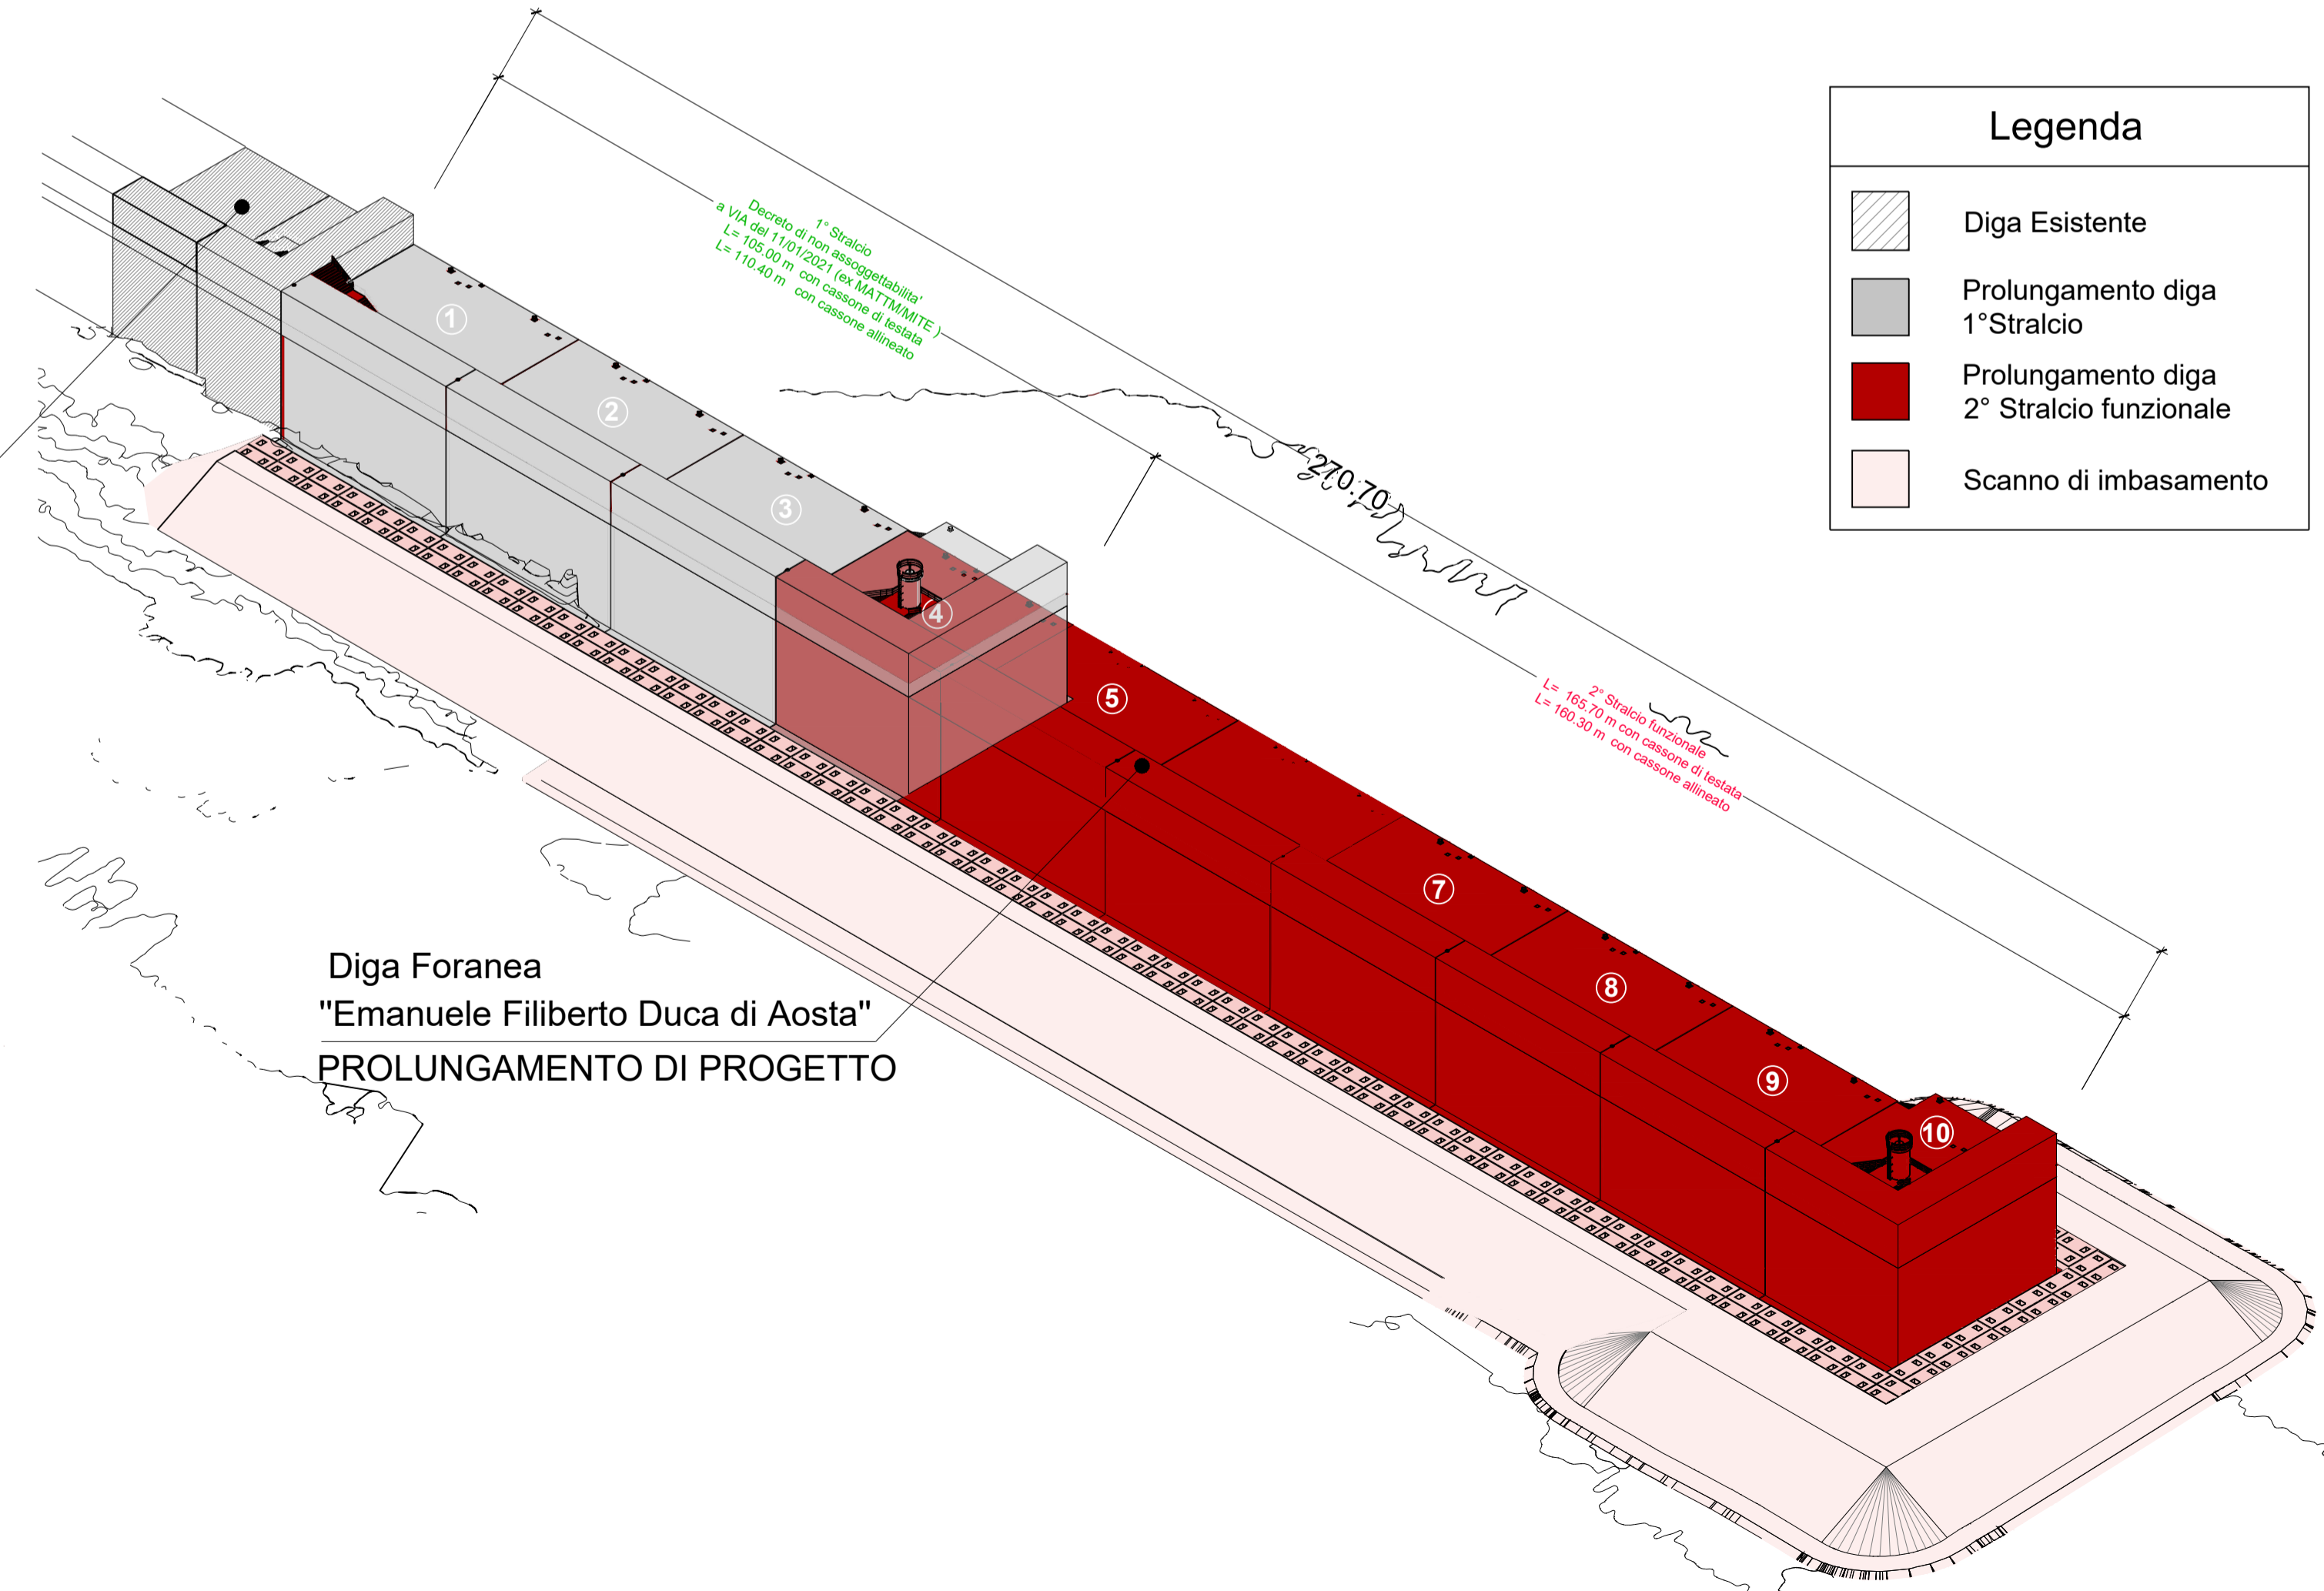 Legenda
Diga Esistente
Prolungamento diga
1°Stralcio
Prolungamento diga
2° Stralcio funzionale
Scanno di imbasamento
1° Stralcio
Decreto di non assoggettabilita'
a VIA del 11/01/2021 (ex MATTM/MITE )
L= 105.00 m con cassone di testata
L= 110.40 m con cassone allineato
270.70
2° Stralcio funzionale
L= 165.70 m con cassone di testata
L= 160.30 m con cassone allineato
1
2
3
4
5
7
8
9
10
Diga Foranea
"Emanuele Filiberto Duca di Aosta"
PROLUNGAMENTO DI PROGETTO